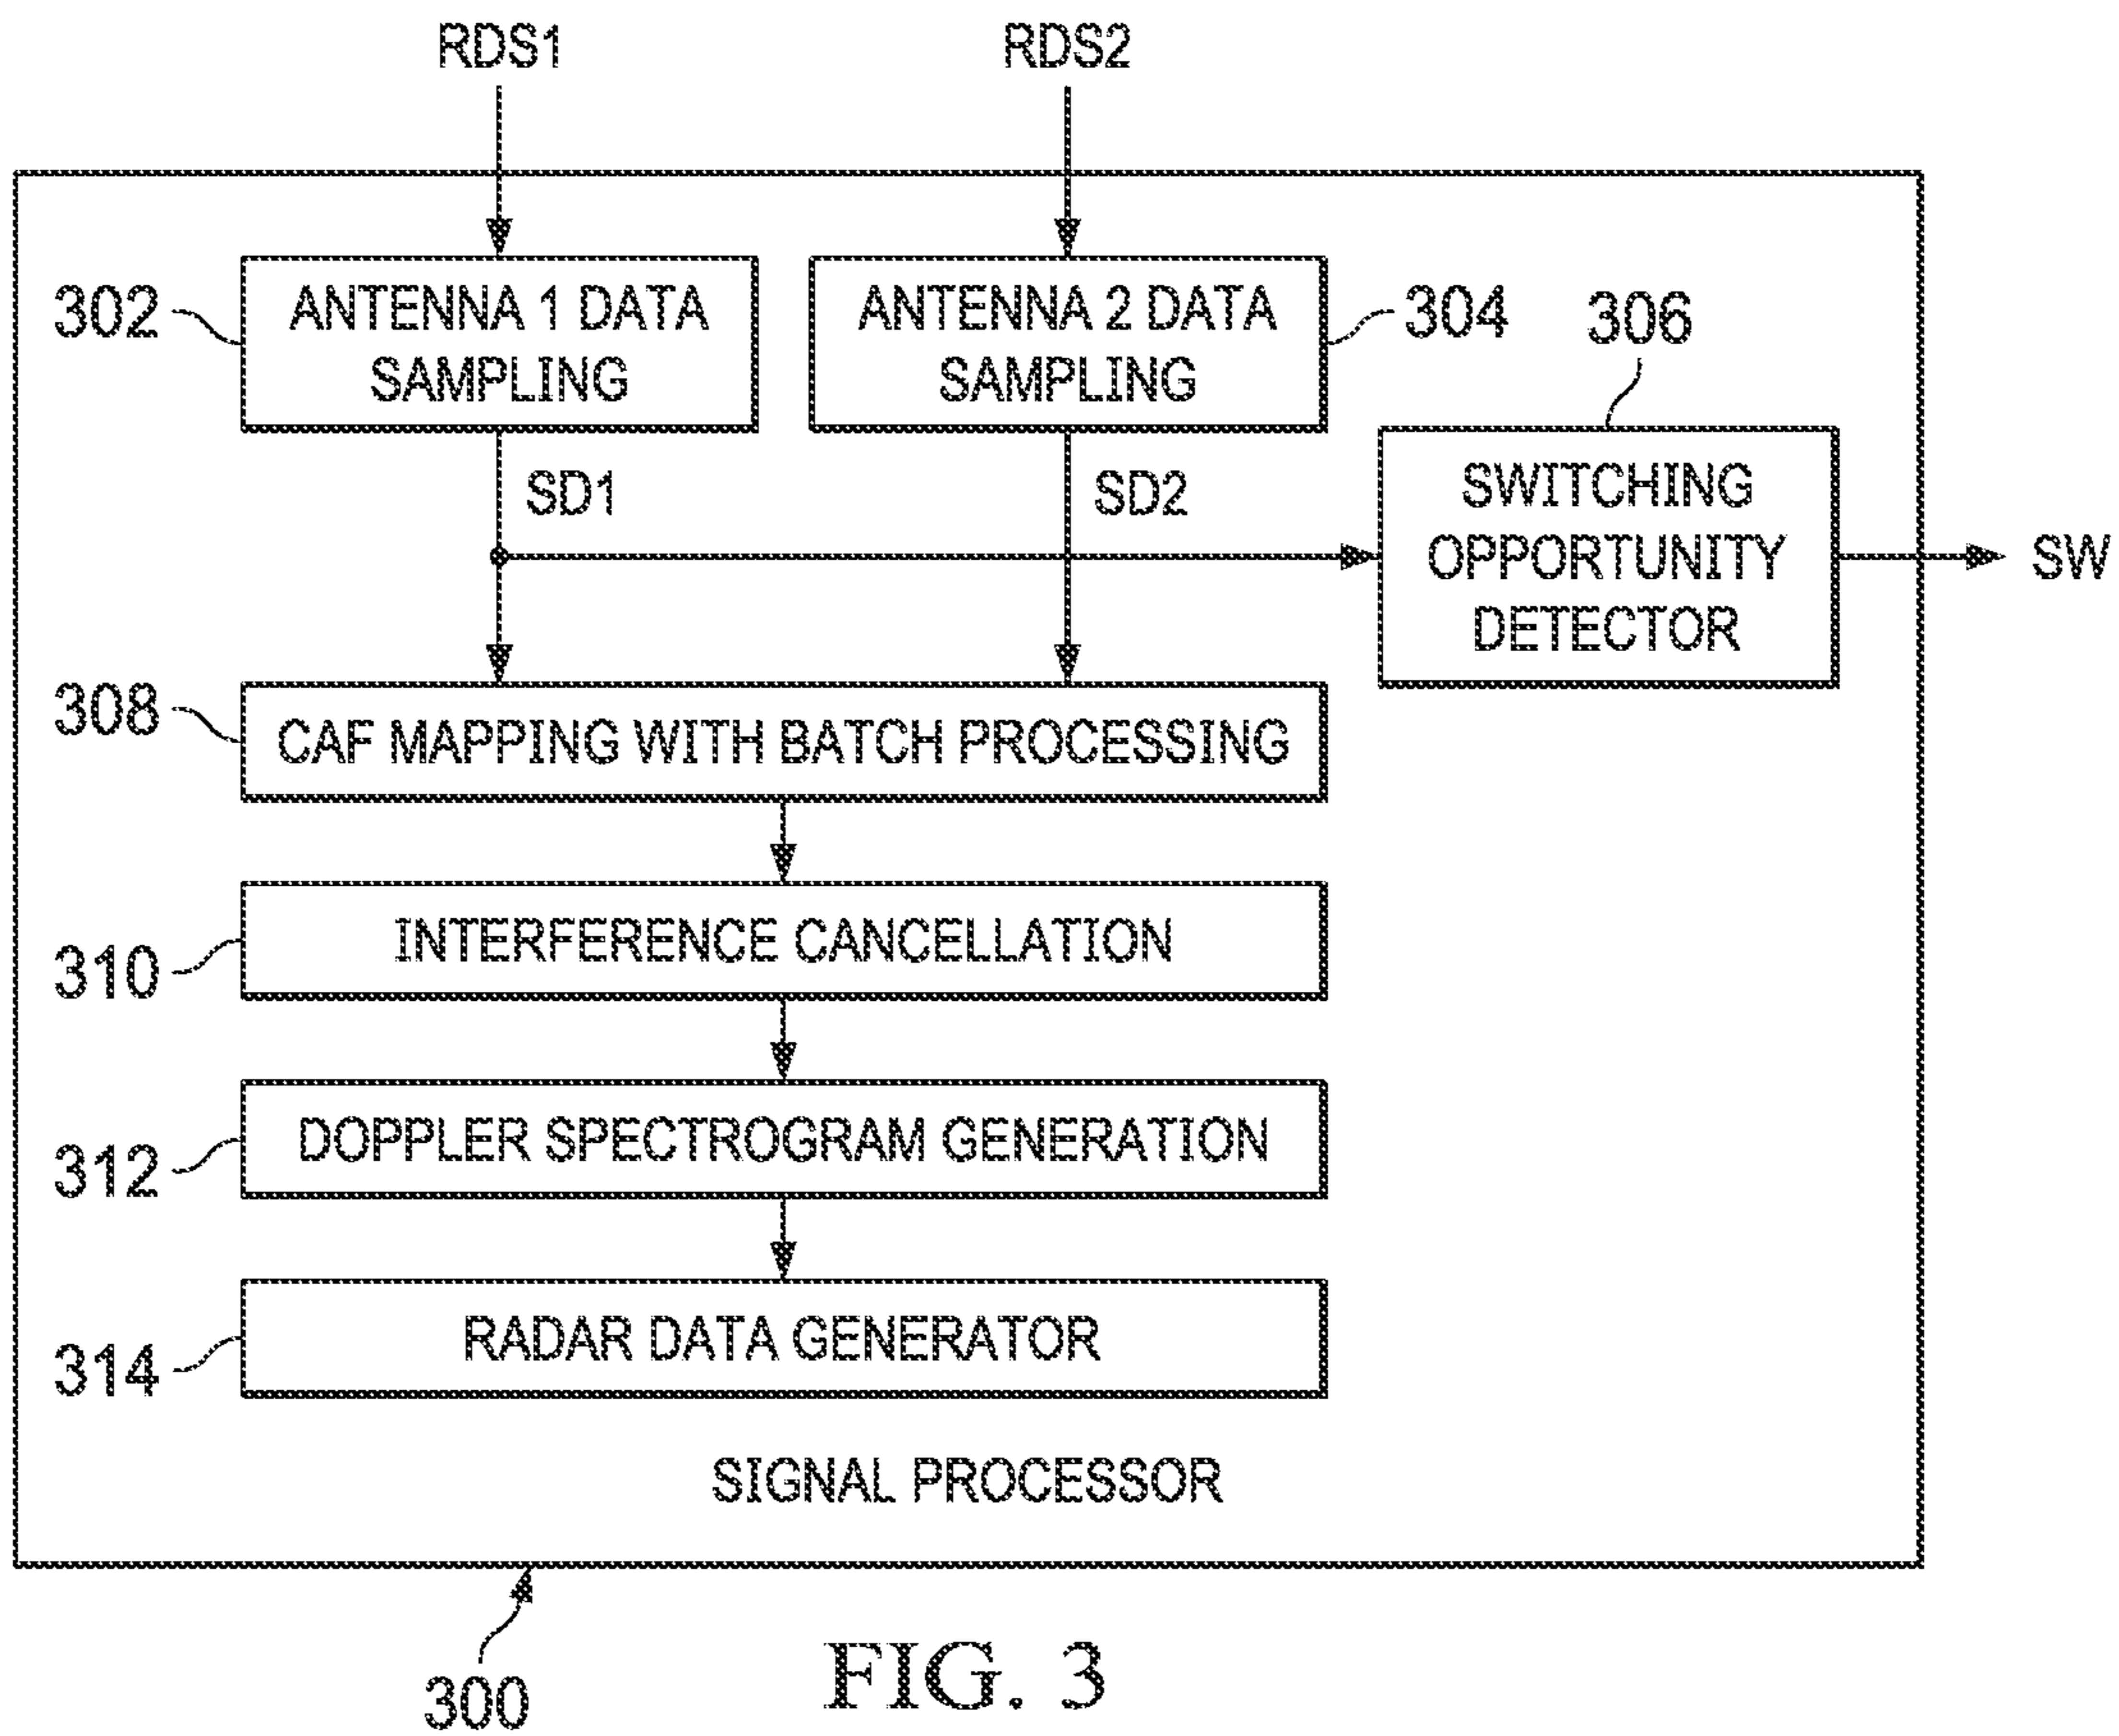 RDS1
RDS2
302
ANTENNA 1 DATA
SAMPLING
ANTENNA 2 DATA
SAMPLING
304
306
SD1
SD2
SWITCHING
OPPORTUNITY
DETECTOR
SW
308
CAF MAPPING WITH BATCH PROCESSING
310
INTERFERENCE CANCELLATION
312
DOPPLER SPECTROGRAM GENERATION
314
RADAR DATA GENERATOR
SIGNAL PROCESSOR
300
FIG. 3